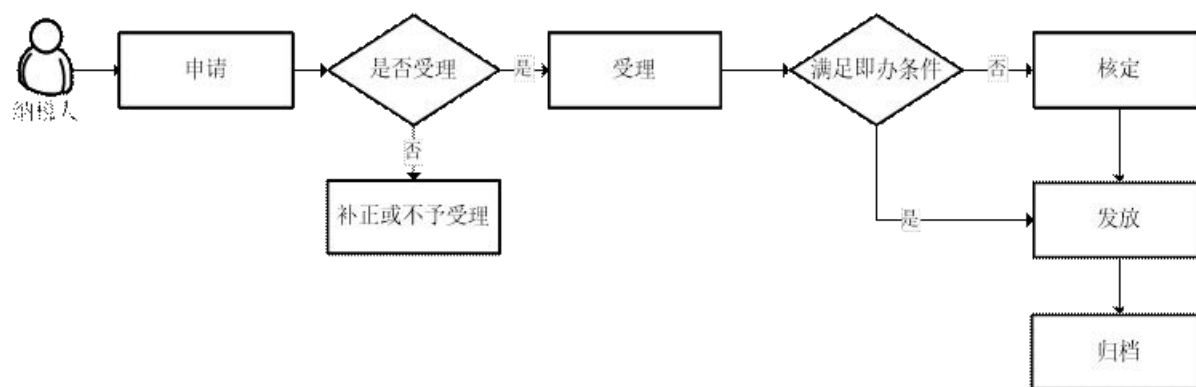 申请
是否受理
是
受理
满足即办条件
否
核定
纳税人
否
补正或不予受理
是
发放
归档